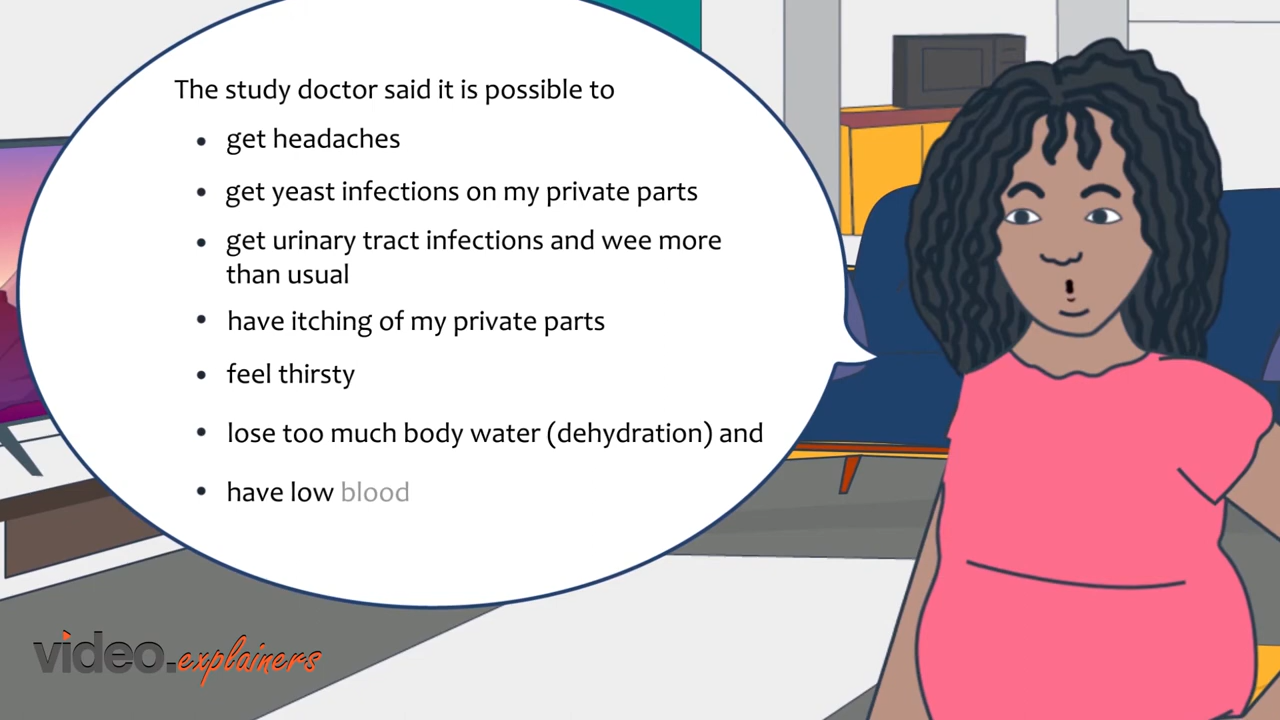 The study doctor said it is possible to
• get headaches
• get yeast infections on my private parts
• get urinary tract infections and wee more
than usual
• have itching of my private parts
• feel thirsty
• lose too much body water (dehydration) and
• have low blood
video.explainers